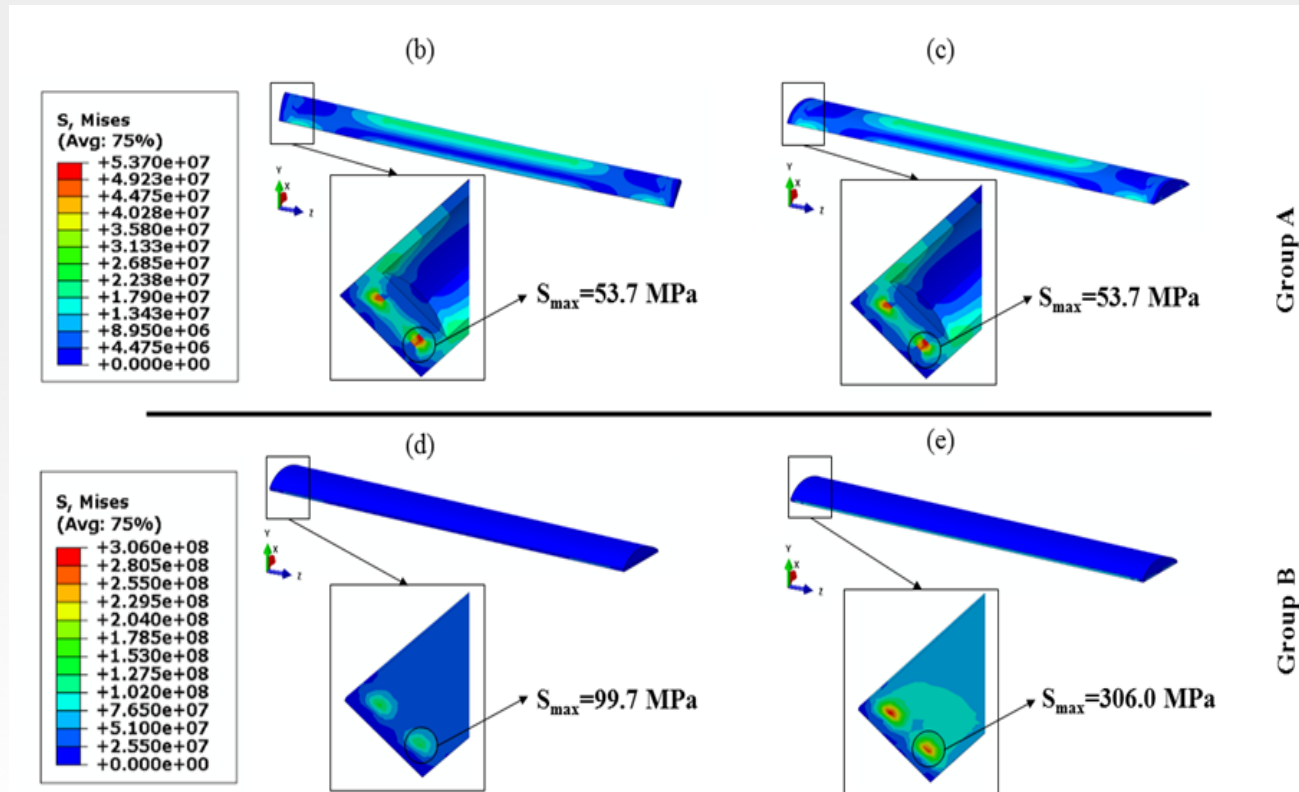 (b)
(c)
S, Mises
(Avg: 75%)
+5.370e+07
+4.923e+07
+4.475e+07
+4.028e+07
+3.580e+07
+3.133e+07
+2.685e+07
+2.238e+07
+1.790e+07
+1.343e+07
+8.950e+06
+4.475e+06
+0.000e+00
Y
X
Z
Smax=53.7 MPa
Y
X
Z
Smax=53.7 MPa
Group A
(d)
(e)
S, Mises
(Avg: 75%)
+3.060e+08
+2.805e+08
+2.550e+08
+2.295e+08
+2.040e+08
+1.785e+08
+1.530e+08
+1.275e+08
+1.020e+08
+7.650e+07
+5.100e+07
+2.550e+07
+0.000e+00
Y
X
Z
Smax=99.7 MPa
Y
X
Z
Smax=306.0 MPa
Group B